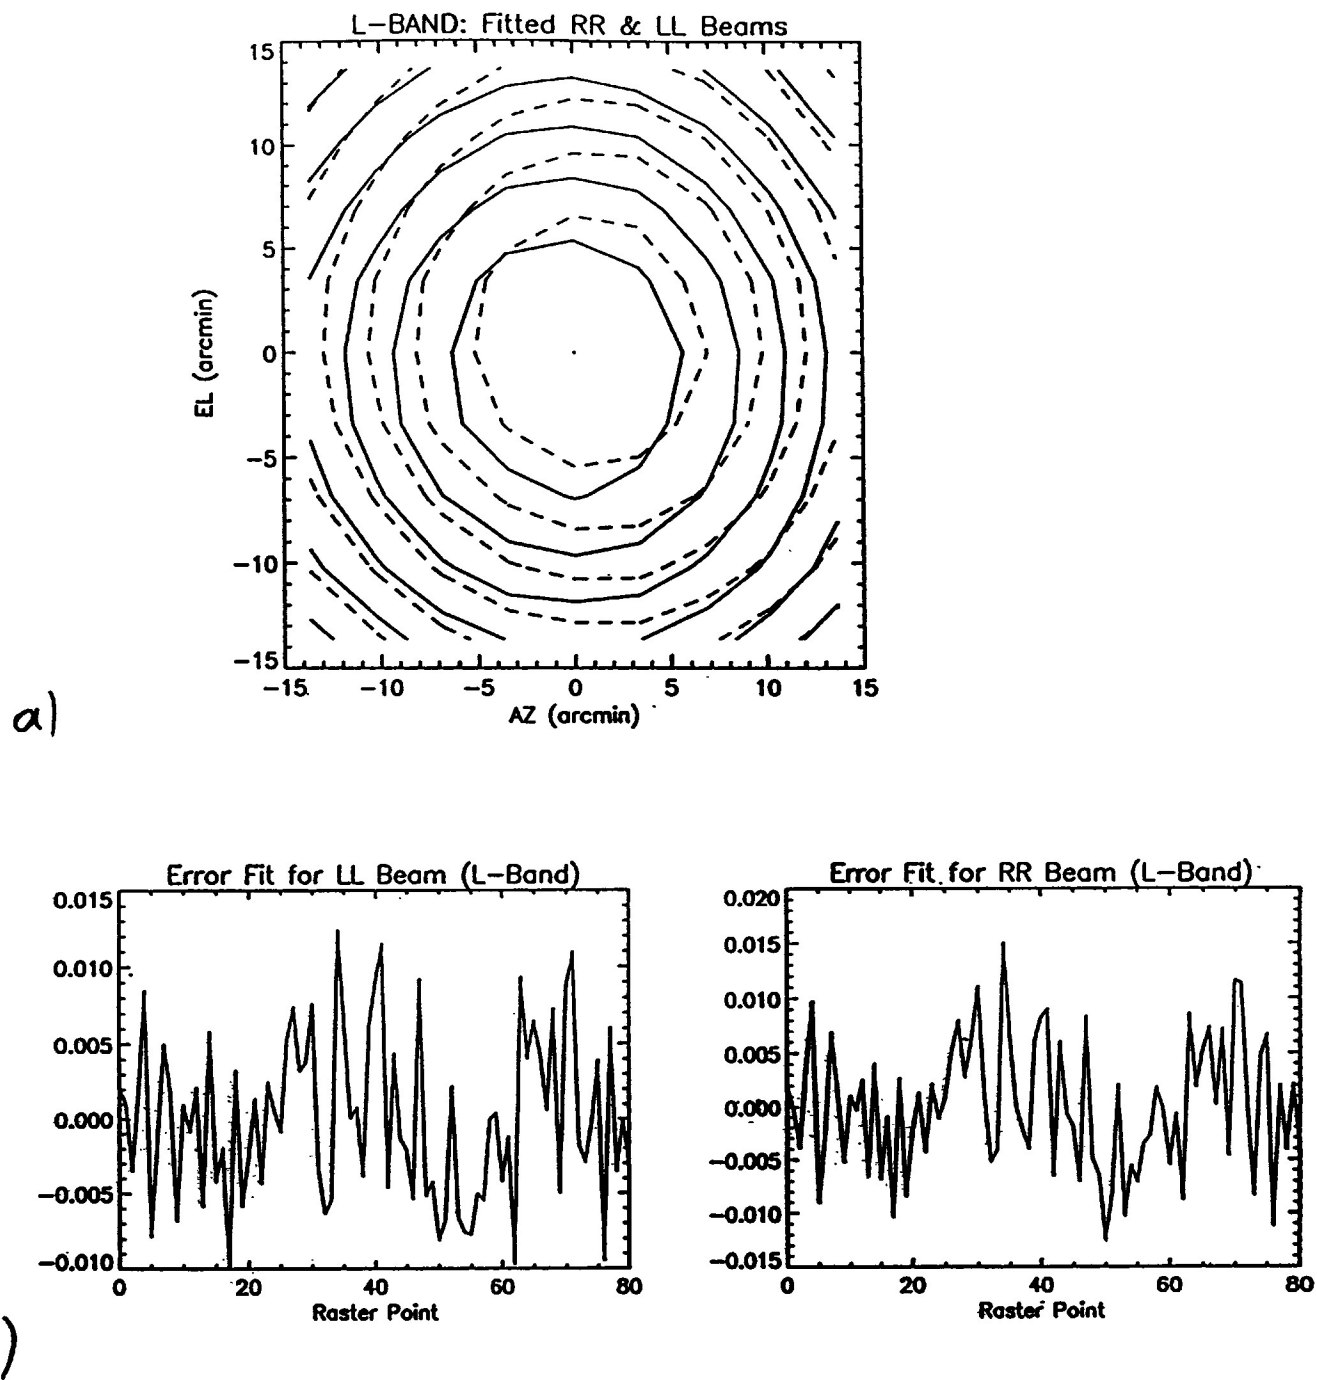 L-BAND: Fitted RR & LL Beams
15
10
5
0
-5
-10
-15
EL (arcmin)
-15 -10 -5 0 5 10 15
AZ (arcmin)
a)
Error Fit for LL Beam (L-Band)
0.015
0.010
0.005
0.000
-0.005
-0.010
0 20 40 60 80
Raster Point
Error Fit for RR Beam (L-Band)
0.020
0.015
0.010
0.005
0.000
-0.005
-0.010
-0.015
0 20 40 60 80
Raster Point
)